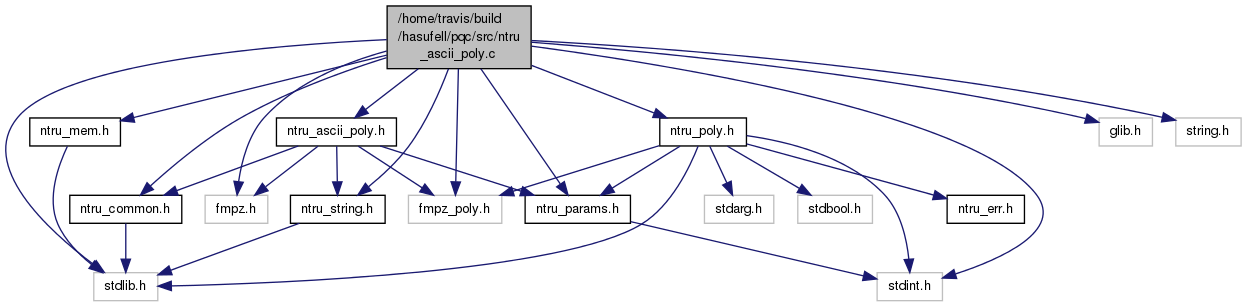 /home/travis/build
/hasufell/pqc/src/ntru
_ascii_poly.c
ntru_mem.h
ntru_ascii_poly.h
ntru_poly.h
glib.h
string.h
ntru_common.h
fmpz.h
ntru_string.h
fmpz_poly.h
ntru_params.h
stdarg.h
stdbool.h
ntru_err.h
stdlib.h
stdint.h